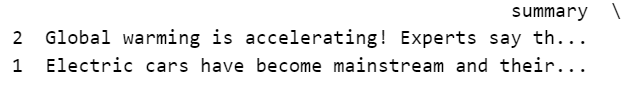 summary \
2 Global warming is accelerating! Experts say th...
1 Electric cars have become mainstream and their...